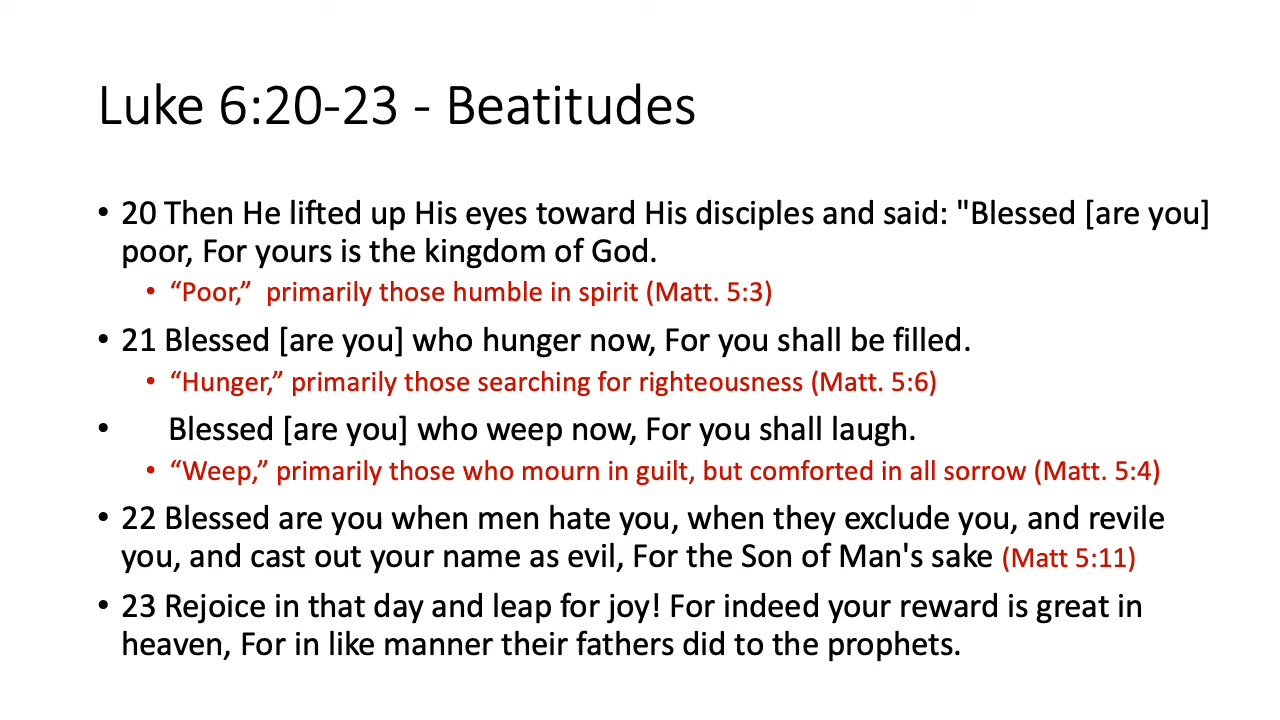 Luke 6:20-23 - Beatitudes
• 20 Then He lifted up His eyes toward His disciples and said: "Blessed [are you]
poor, For yours is the kingdom of God.
• “Poor,”  primarily those humble in spirit (Matt. 5:3)
• 21 Blessed [are you] who hunger now, For you shall be filled.
• “Hunger,” primarily those searching for righteousness (Matt. 5:6)
• Blessed [are you] who weep now, For you shall laugh.
• “Weep,” primarily those who mourn in guilt, but comforted in all sorrow (Matt. 5:4)
• 22 Blessed are you when men hate you, when they exclude you, and revile
you, and cast out your name as evil, For the Son of Man's sake (Matt 5:11)
• 23 Rejoice in that day and leap for joy! For indeed your reward is great in
heaven, For in like manner their fathers did to the prophets.